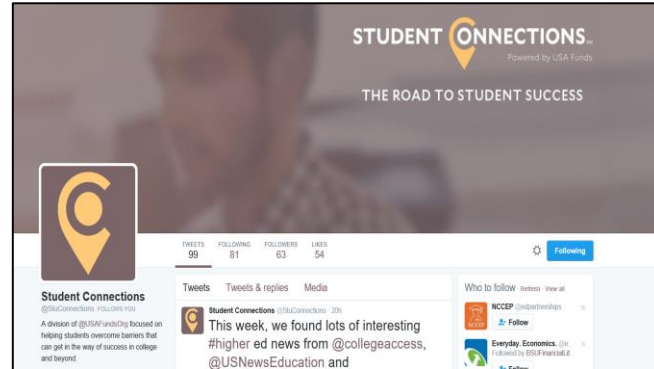 STUDENT CONNECTIONS
Powered by USA Funds
THE ROAD TO STUDENT SUCCESS
TWEETS FOLLOWING FOLLOWERS LIKES
99 81 63 54
Following
Student Connections
@StuConnections FOLLOWS YOU
A division of @USAFundsOrg focused on
helping students overcome barriers that
can get in the way of success in college
and beyond.
Tweets Tweets & replies Media
Student Connections @StuConnections · 20h
This week, we found lots of interesting
#higher ed news from @collegeaccess,
@USNewsEducation and
Who to follow Refresh · View all
NCCEP @edpartnerships
NCCEP
Follow
Everyday. Economics.
Followed by BSUFinancialLit
Follow